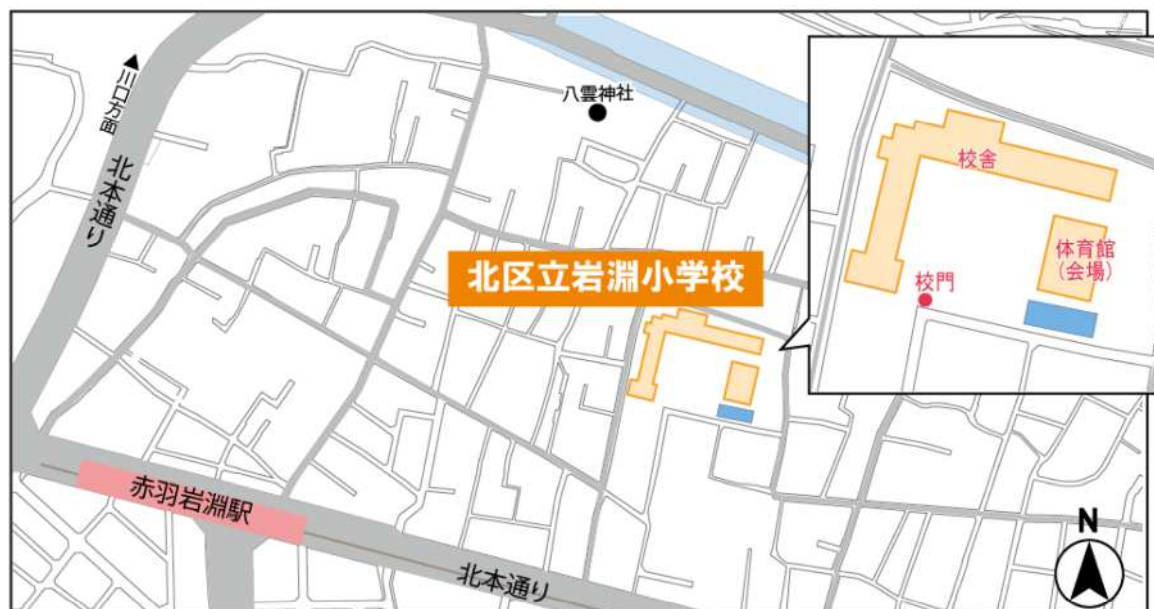 ▲川口方面
北本通り
八雲神社
北区立岩淵小学校
校舎
体育館
(会場)
校門
赤羽岩淵駅
北本通り
N